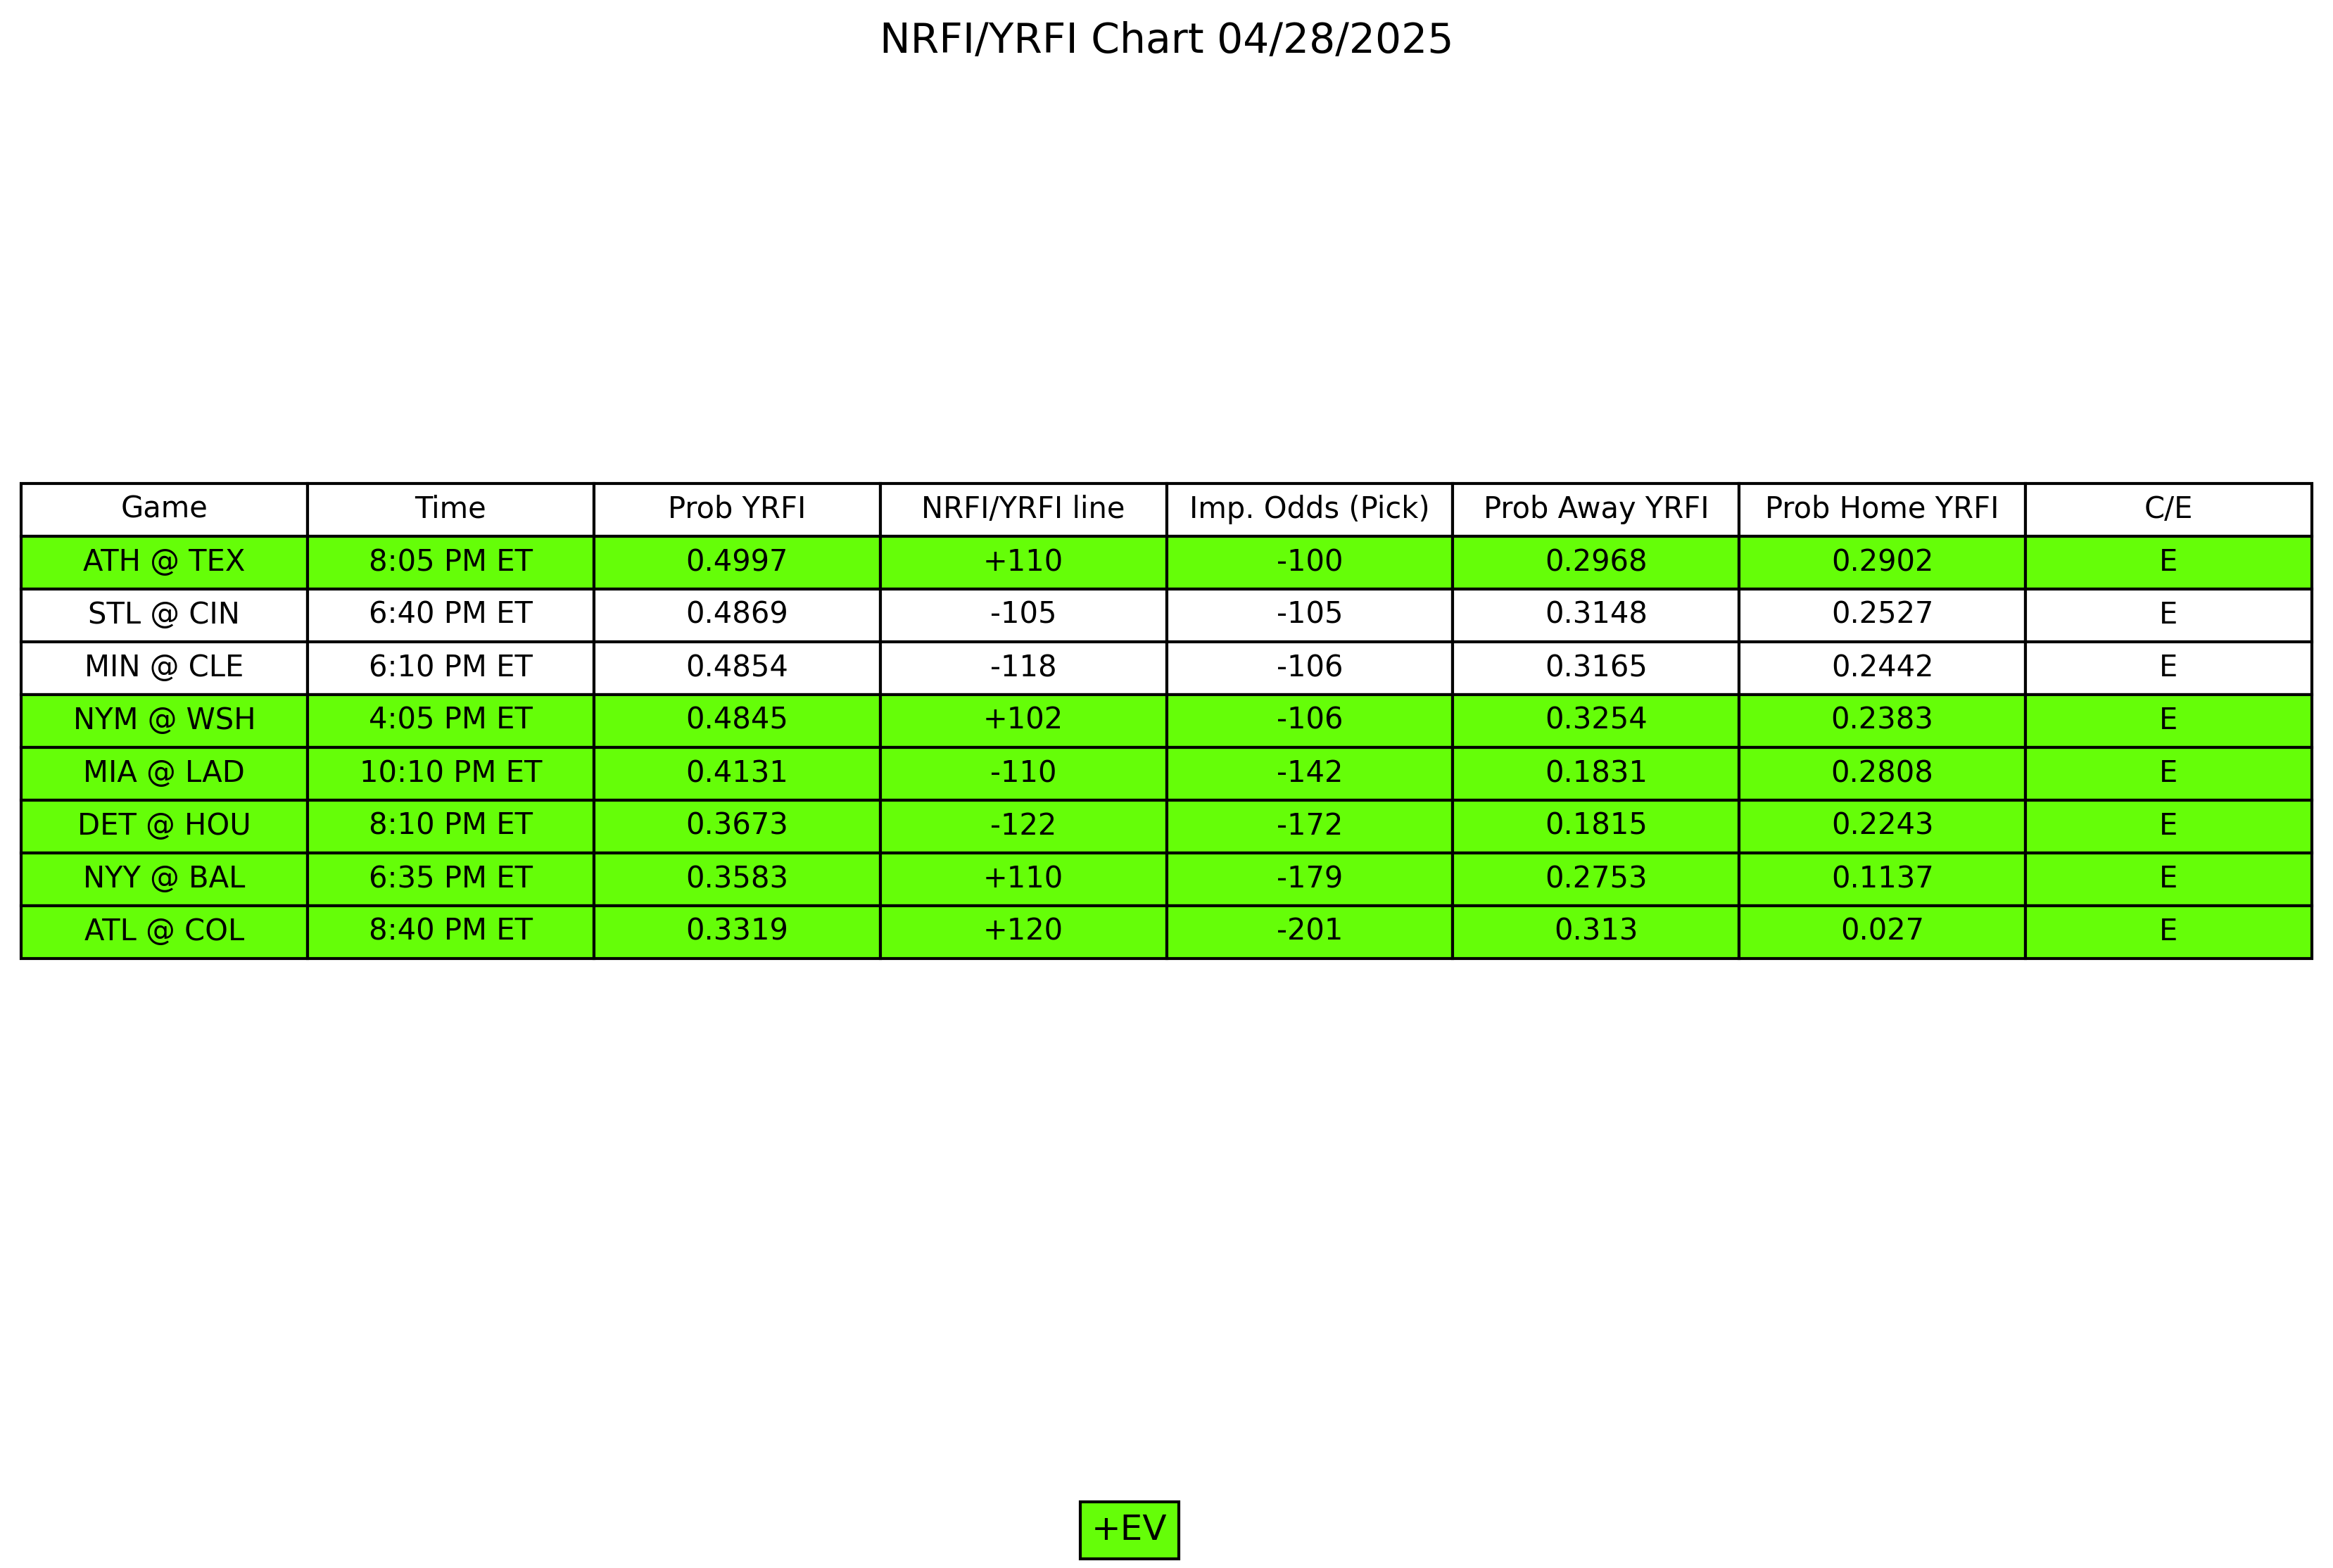 NRFI/YRFI Chart 04/28/2025
Game Time Prob YRFI NRFI/YRFI line Imp. Odds (Pick) Prob Away YRFI Prob Home YRFI C/E
ATH @ TEX 8:05 PM ET 0.4997 +110 -100 0.2968 0.2902 E
STL @ CIN 6:40 PM ET 0.4869 -105 -105 0.3148 0.2527 E
MIN @ CLE 6:10 PM ET 0.4854 -118 -106 0.3165 0.2442 E
NYM @ WSH 4:05 PM ET 0.4845 +102 -106 0.3254 0.2383 E
MIA @ LAD 10:10 PM ET 0.4131 -110 -142 0.1831 0.2808 E
DET @ HOU 8:10 PM ET 0.3673 -122 -172 0.1815 0.2243 E
NYY @ BAL 6:35 PM ET 0.3583 +110 -179 0.2753 0.1137 E
ATL @ COL 8:40 PM ET 0.3319 +120 -201 0.313 0.027 E
+EV